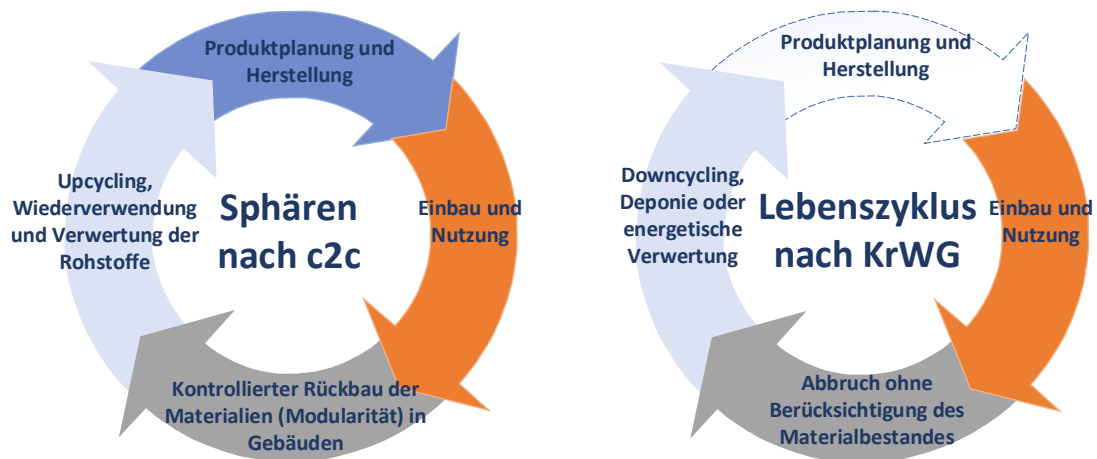 Produktplanung und
Herstellung
Einbau und
Nutzung
Kontrollierter Rückbau der
Materialien (Modularität) in
Gebäuden
Upcycling,
Wiederverwendung
und Verwertung der
Rohstoffe
Sphären
nach c2c
Produktplanung und
Herstellung
Einbau und
Nutzung
Abbruch ohne
Berücksichtigung des
Materialbestandes
Downcycling,
Deponie oder
energetische
Verwertung
Lebenszyklus
nach KrWG